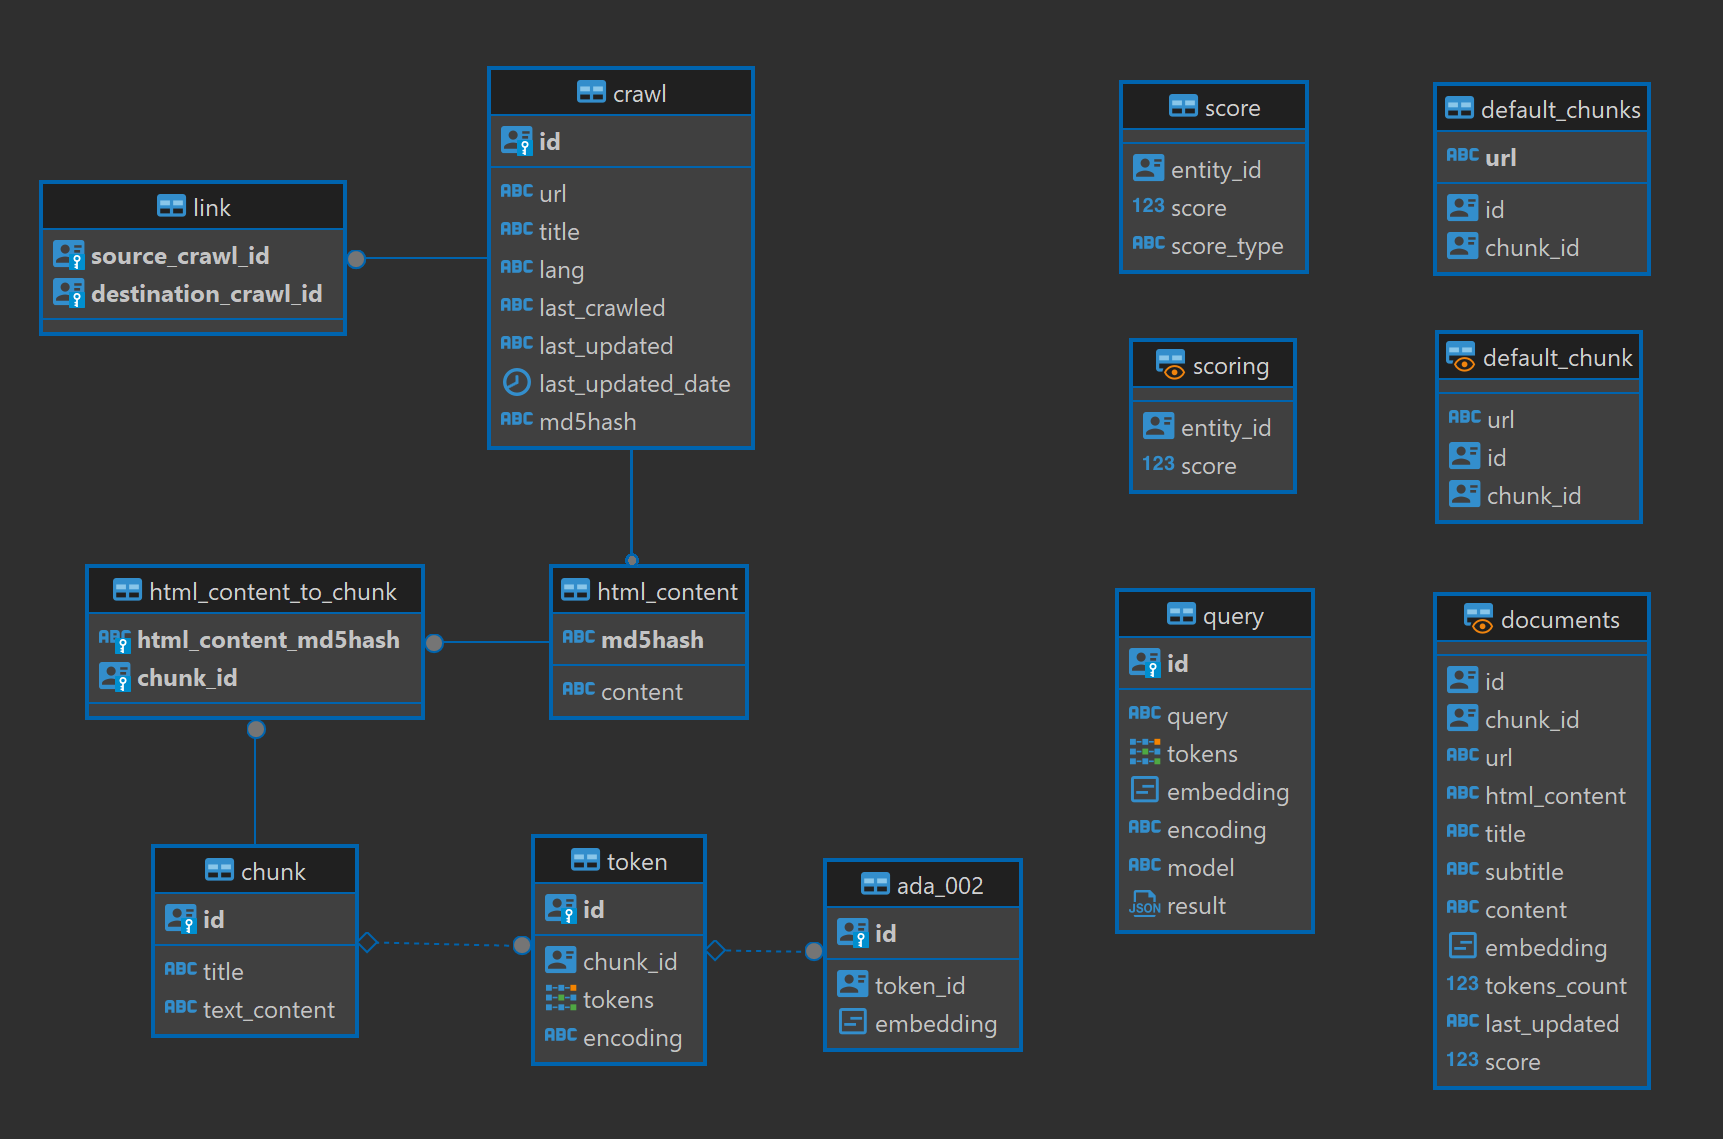 crawl
id
ABC url
ABC title
ABC lang
ABC last_crawled
ABC last_updated
last_updated_date
ABC md5hash
link
source_crawl_id
destination_crawl_id
html_content_to_chunk
ABC html_content_md5hash
chunk_id
html_content
ABC md5hash
ABC content
chunk
id
ABC title
ABC text_content
token
id
chunk_id
tokens
ABC encoding
ada_002
id
token_id
embedding
score
entity_id
123 score
ABC score_type
default_chunks
ABC url
id
chunk_id
scoring
entity_id
123 score
default_chunk
ABC url
id
chunk_id
query
id
ABC query
tokens
embedding
ABC encoding
ABC model
JSON result
documents
id
chunk_id
ABC url
ABC html_content
ABC title
ABC subtitle
ABC content
embedding
123 tokens_count
ABC last_updated
123 score